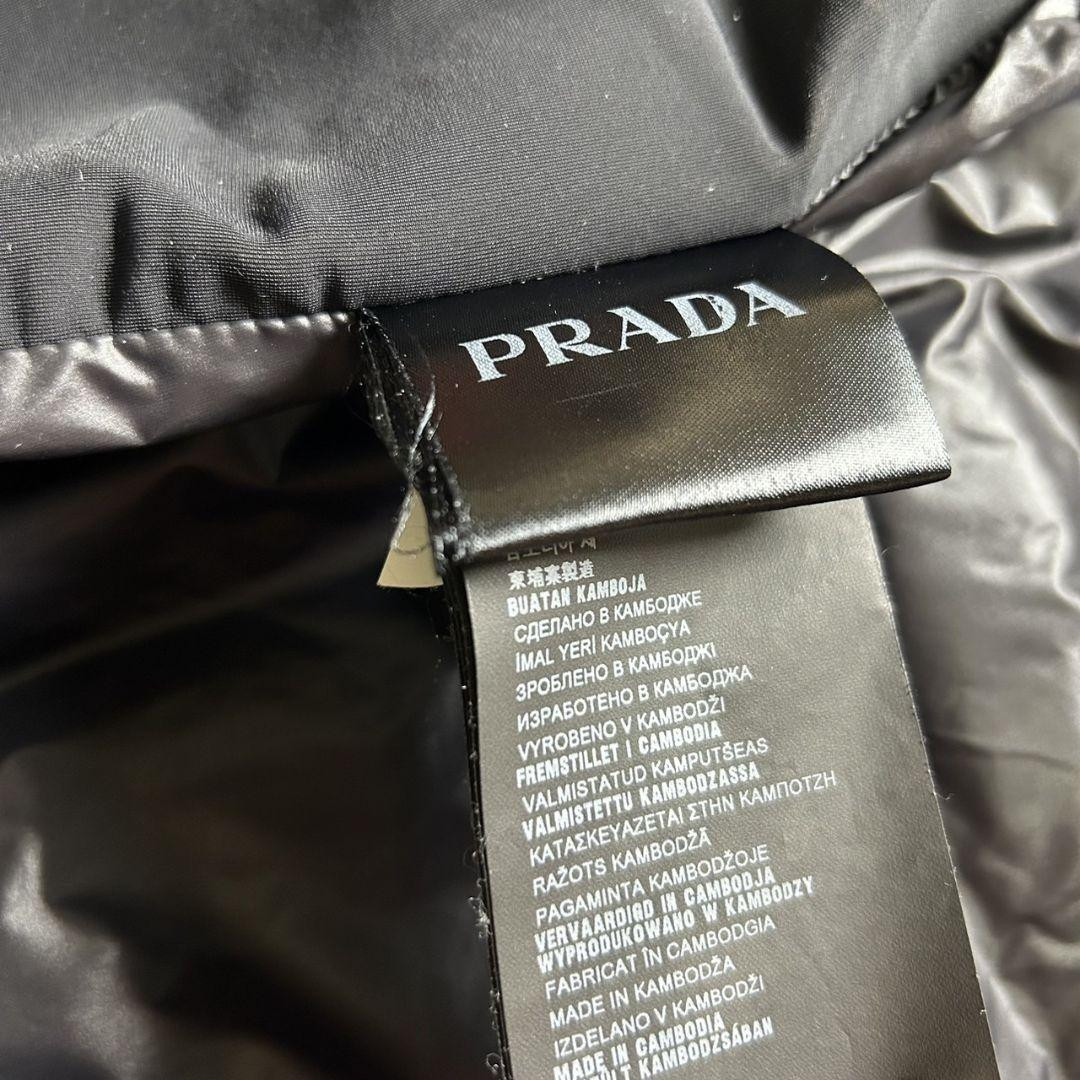 PRADA
柬埔寨製造
BUATAN KAMBOJA
СДЕЛАНО В КАМБОДЖЕ
İMAL YERİ KAMBOÇYA
ЗРОБЛЕНО В КАМБОДЖІ
ИЗРАБОТЕНО В КАМБОДЖА
VYROBENO V KAMBODŽI
FREMSTILLET I CAMBODIA
VALMISTATUD KAMPUTŠEAS
VALMISTETTU KAMBODZASSA
ΚΑΤΑΣΚΕΥΑΖΕΤΑΙ ΣΤΗΝ ΚΑΜΠΟΤΖΗ
RAŽOTS KAMBODŽĀ
PAGAMINTA KAMBODŽOJE
VERVAARDIGD IN CAMBODJA
WYPRODUKOWANO W KAMBODZY
FABRICAT ÎN CAMBODGIA
MADE IN KAMBODŽA
IZDELANO V KAMBODŽI
MADE IN CAMBODIA
KAMBODZSÁBAN